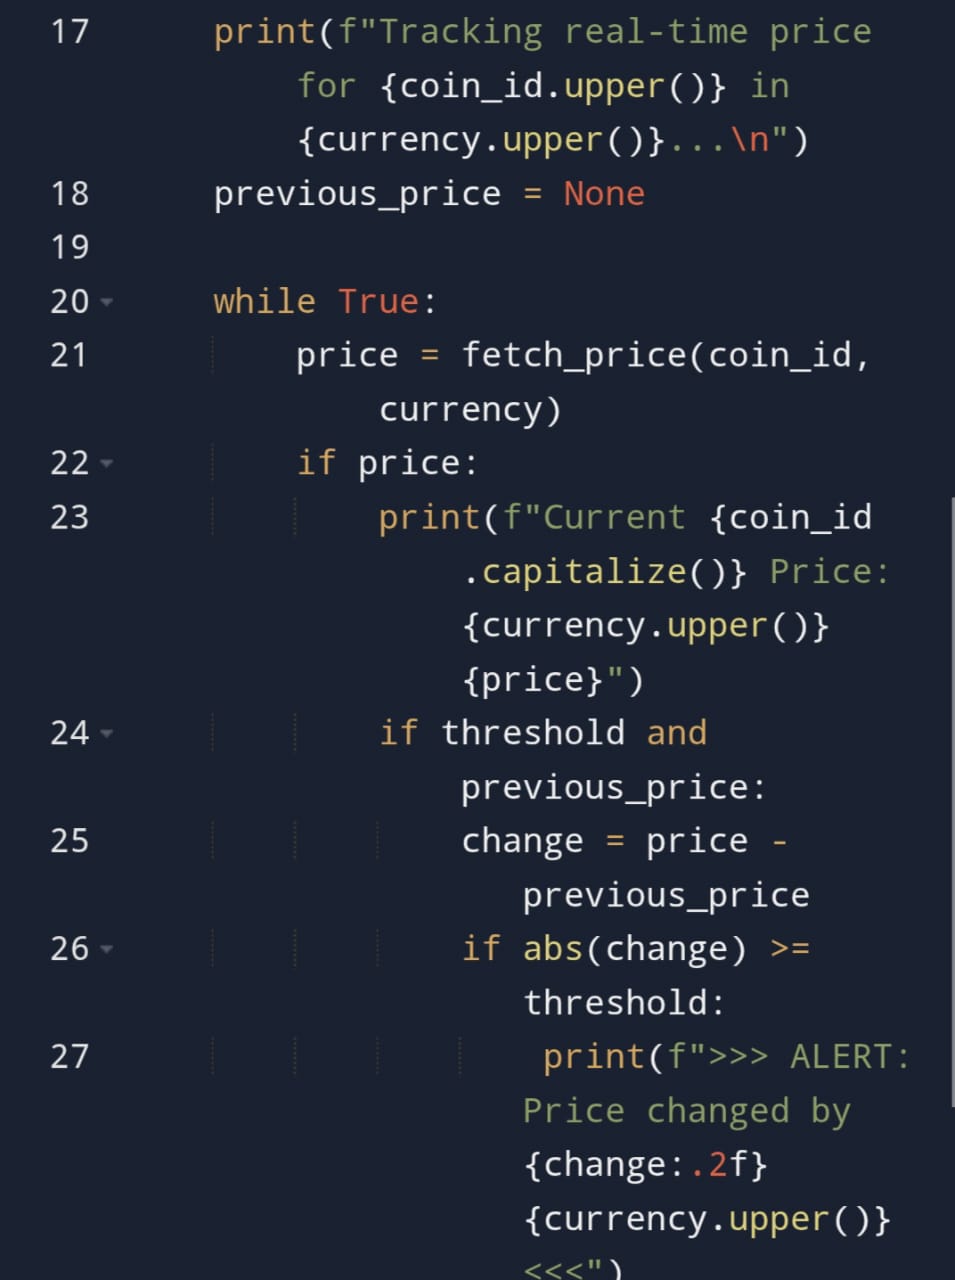 17 print(f"Tracking real-time price
for {coin_id.upper()} in
{currency.upper()}...\n")
18 previous_price = None
19
20 while True:
21 price = fetch_price(coin_id,
currency)
22 if price:
23 print(f"Current {coin_id
.capitalize()} Price:
{currency.upper()}
{price}")
24 if threshold and
previous_price:
25 change = price -
previous_price
26 if abs(change) >=
threshold:
27 print(f">>> ALERT:
Price changed by
{change:.2f}
{currency.upper()}
<<<")